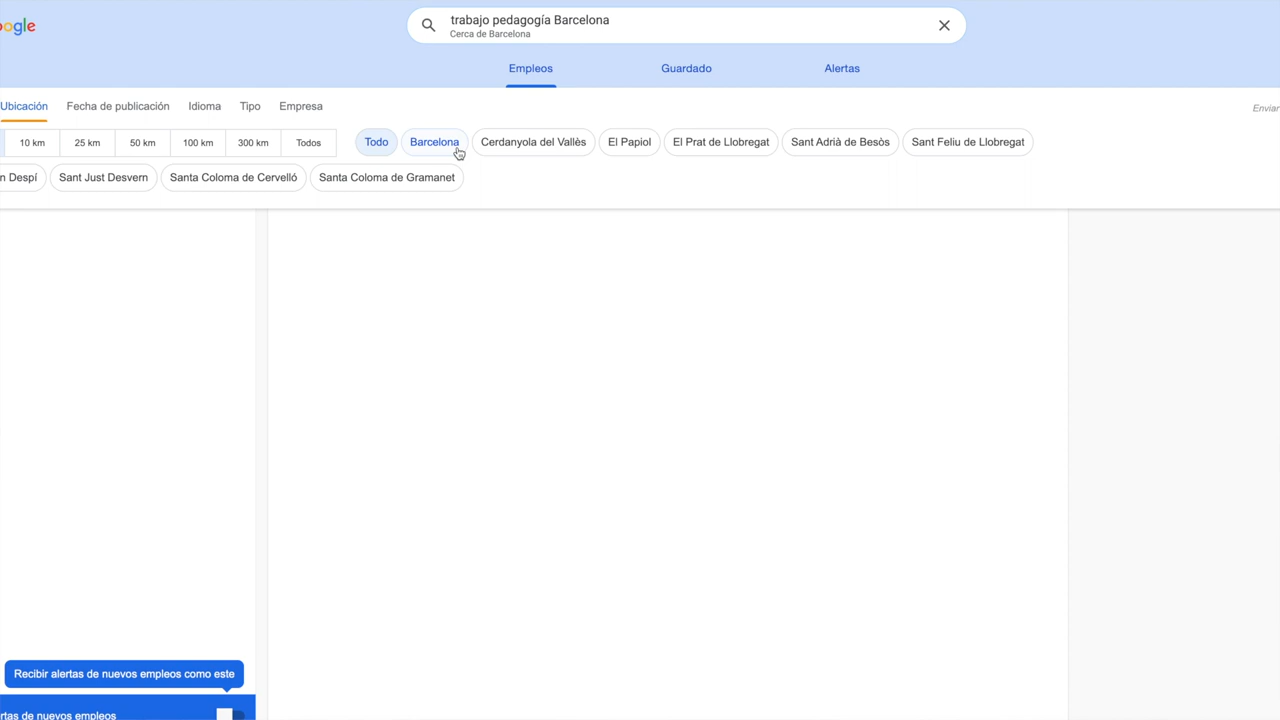 oogle
trabajo pedagogía Barcelona
Cerca de Barcelona
Empleos Guardado Alertas
Ubicación Fecha de publicación Idioma Tipo Empresa Enviar
10 km 25 km 50 km 100 km 300 km Todos Todo Barcelona Cerdanyola del Vallès El Papiol El Prat de Llobregat Sant Adrià de Besòs Sant Feliu de Llobregat
n Despí Sant Just Desvern Santa Coloma de Cervelló Santa Coloma de Gramanet
Recibir alertas de nuevos empleos como este
rtas de nuevos empleos